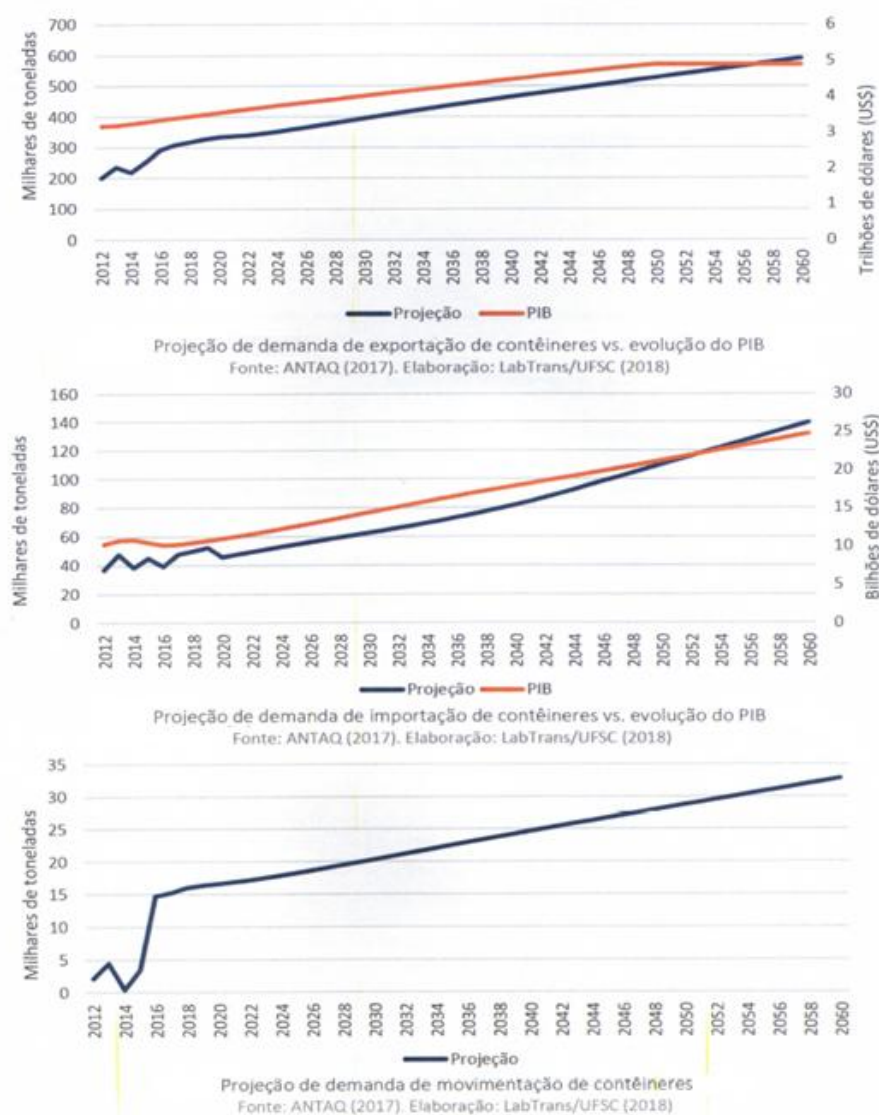 Milhares de toneladas
700
600
500
400
300
200
100
0
6
5
4
3
2
1
0
Trilhões de dólares (US$)
2012 2014 2016 2018 2020 2022 2024 2026 2028 2030 2032 2034 2036 2038 2040 2042 2044 2046 2048 2050 2052 2054 2056 2058 2060
Projeção PIB
Projeção de demanda de exportação de contêineres vs. evolução do PIB
Fonte: ANTAQ (2017). Elaboração: LabTrans/UFSC (2018)
Milhares de toneladas
160
140
120
100
80
60
40
20
0
30
25
20
15
10
5
0
Bilhões de dólares (US$)
2012 2014 2016 2018 2020 2022 2024 2026 2028 2030 2032 2034 2036 2038 2040 2042 2044 2046 2048 2050 2052 2054 2056 2058 2060
Projeção PIB
Projeção de demanda de importação de contêineres vs. evolução do PIB
Fonte: ANTAQ (2017). Elaboração: LabTrans/UFSC (2018)
Milhares de toneladas
35
30
25
20
15
10
5
0
2012 2014 2016 2018 2020 2022 2024 2026 2028 2030 2032 2034 2036 2038 2040 2042 2044 2046 2048 2050 2052 2054 2056 2058 2060
Projeção
Projeção de demanda de movimentação de contêineres
Fonte: ANTAQ (2017). Elaboração: LabTrans/UFSC (2018)